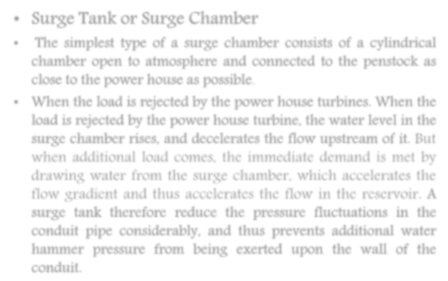 • Surge Tank or Surge Chamber
• The simplest type of a surge chamber consists of a cylindrical
chamber open to atmosphere and connected to the penstock as
close to the power house as possible.
• When the load is rejected by the power house turbines. When the
load is rejected by the power house turbine, the water level in the
surge chamber rises, and decelerates the flow upstream of it. But
when additional load comes, the immediate demand is met by
drawing water from the surge chamber, which accelerates the
flow gradient and thus accelerates the flow in the reservoir. A
surge tank therefore reduce the pressure fluctuations in the
conduit pipe considerably, and thus prevents additional water
hammer pressure from being exerted upon the wall of the
conduit.